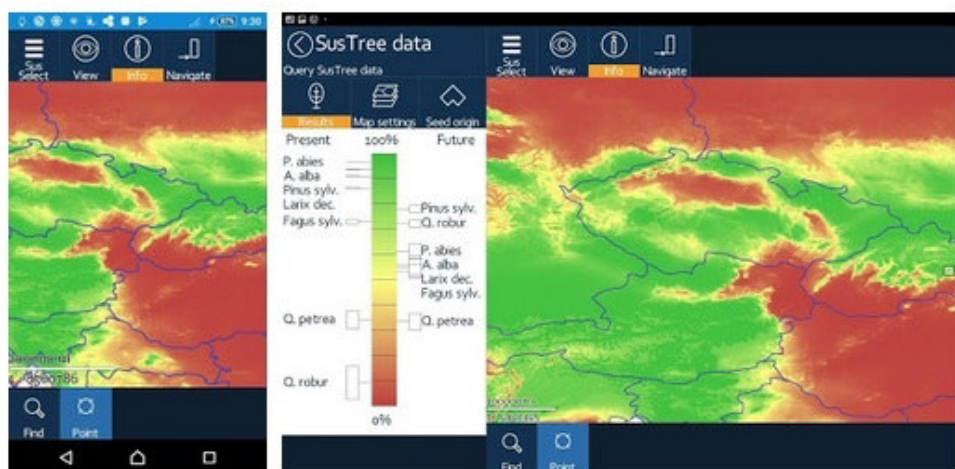 9:30
Sus
Select
View
Info
Navigate
Find
Point
SusTree data
Query SusTree data
Results
Map settings
Seed origin
Present
100%
Future
P. abies
A. alba
Pinus sylv.
Larix dec.
Fagus sylv.
Q. petrea
Q. robur
0%
Pinus sylv.
Q. robur
P. abies
A. alba
Larix dec.
Fagus sylv.
Q. petrea
Sus
Select
View
Info
Navigate
Find
Point